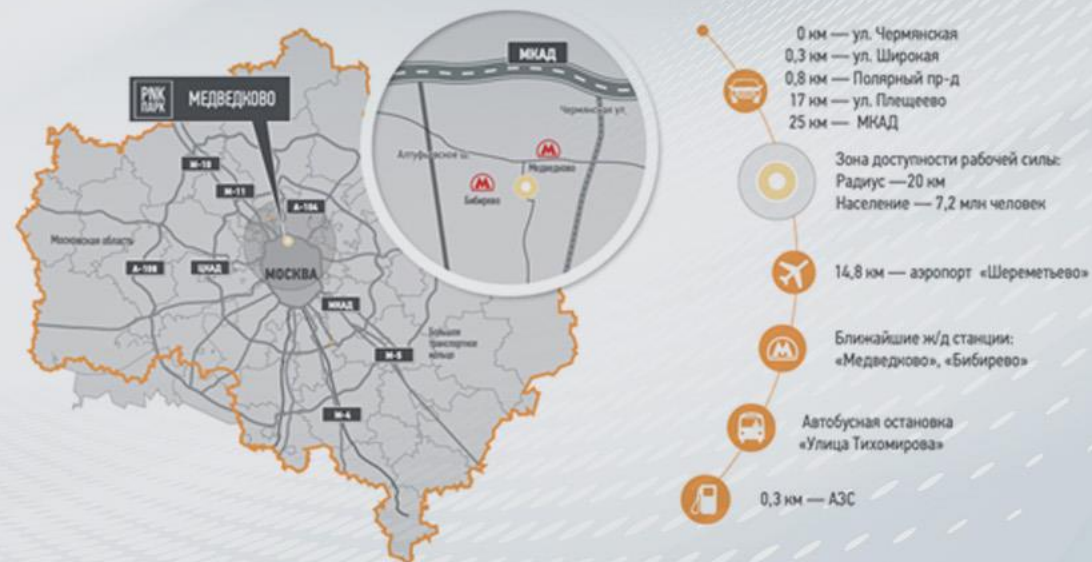 PNK
ПАРК
МЕДВЕДКОВО
М-10
М-11
А-104
Московская область
А-108
ЦКАД
МОСКВА
МКАД
Большое
транспортное
кольцо
М-5
М-4
МКАД
Чермянская ул.
Алтуфьевское ш.
Медведково
Бибирево
0 км — ул. Чермянская
0,3 км — ул. Широкая
0,8 км — Полярный пр-д
17 км — ул. Плещеево
25 км — МКАД
Зона доступности рабочей силы:
Радиус —20 км
Население — 7,2 млн человек
14,8 км — аэропорт «Шереметьево»
Ближайшие ж/д станции:
«Медведково», «Бибирево»
Автобусная остановка
«Улица Тихомирова»
0,3 км — АЗС